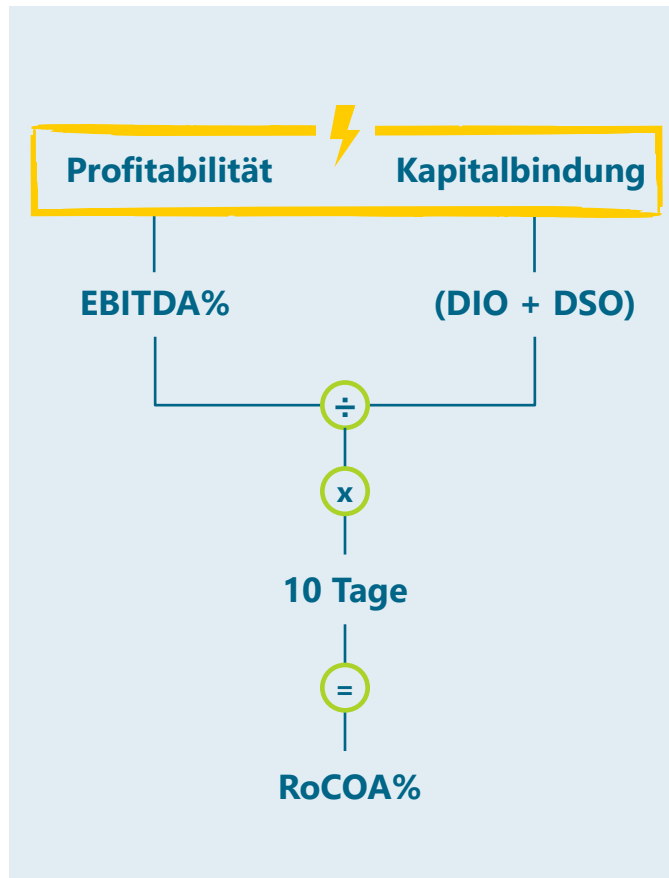 Profitabilität Kapitalbindung
EBITDA% (DIO + DSO)
÷
x
10 Tage
=
RoCOA%